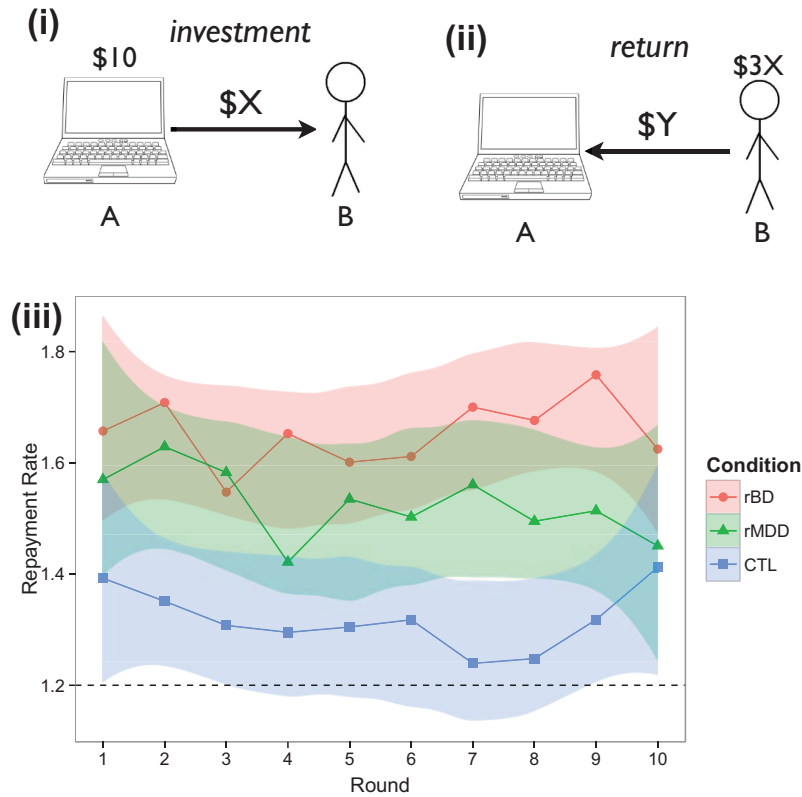 (i)
investment
$10
$X
A
B
(ii)
return
$3X
$Y
A
B
(iii)
Repayment Rate
1.8
1.6
1.4
1.2
1 2 3 4 5 6 7 8 9 10
Round
Condition
rBD
rMDD
CTL